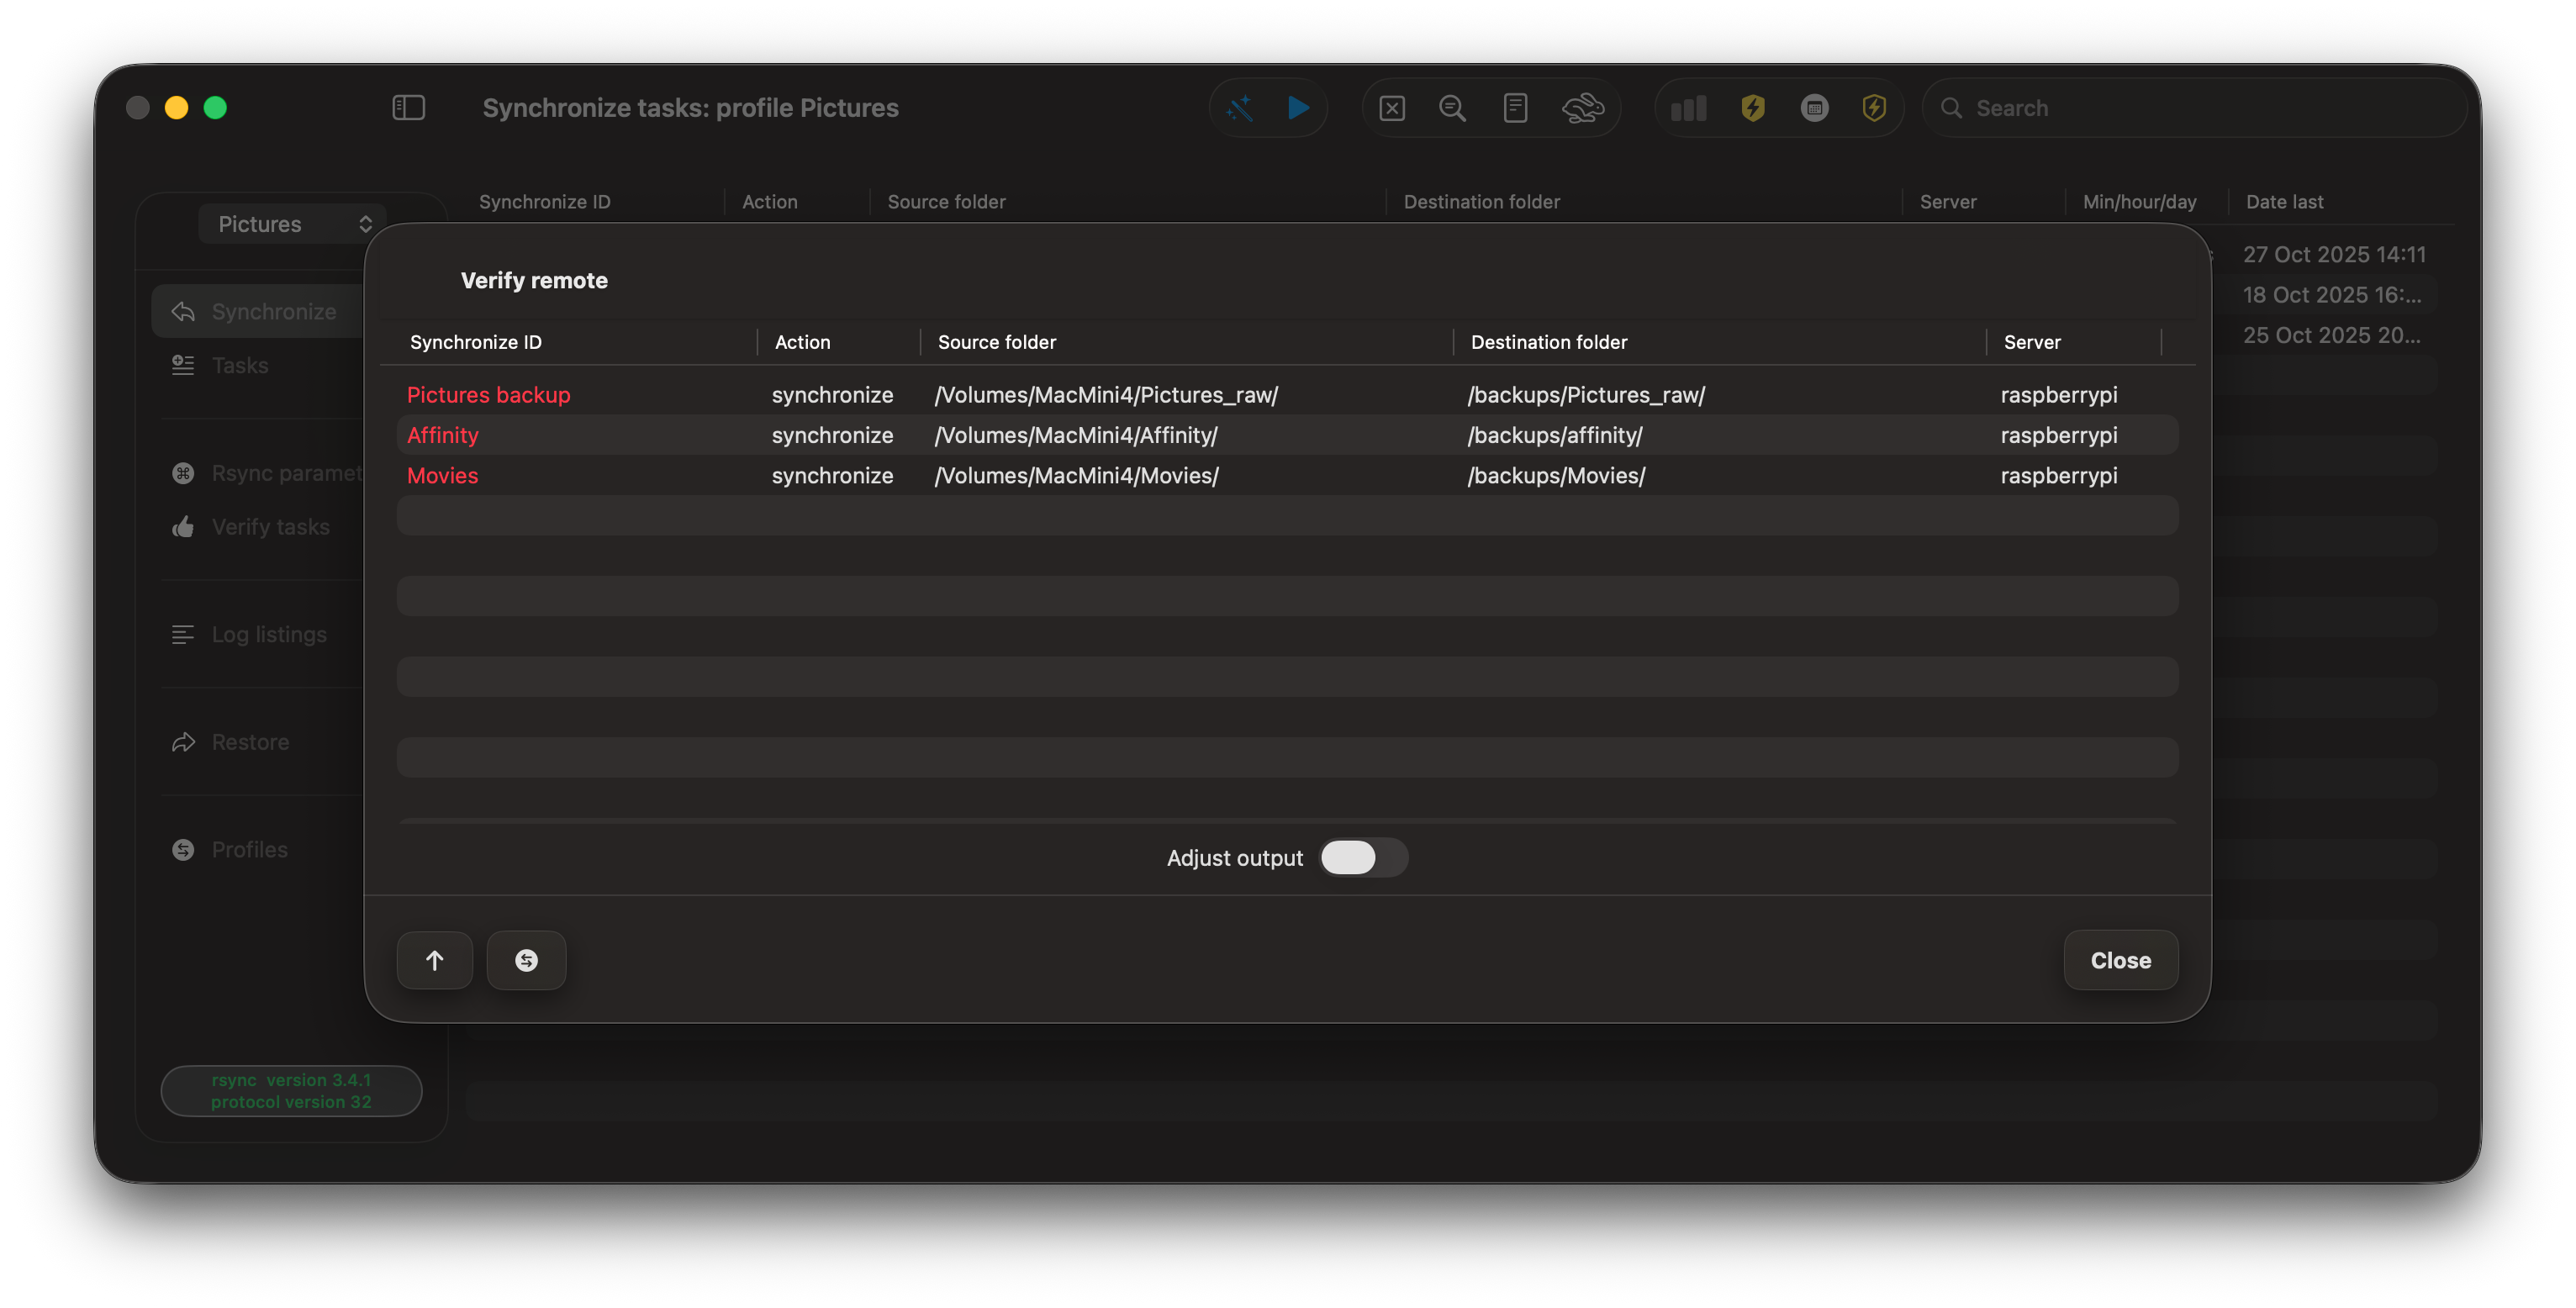 Synchronize tasks: profile Pictures
Search
Pictures
Synchronize ID Action Source folder Destination folder Server Min/hour/day Date last
27 Oct 2025 14:11
18 Oct 2025 16:...
25 Oct 2025 20...
Synchronize
Tasks
Rsync paramet
Verify tasks
Log listings
Restore
Profiles
rsync version 3.4.1
protocol version 32
Verify remote
Synchronize ID Action Source folder Destination folder Server
Pictures backup synchronize /Volumes/MacMini4/Pictures_raw/ /backups/Pictures_raw/ raspberrypi
Affinity synchronize /Volumes/MacMini4/Affinity/ /backups/affinity/ raspberrypi
Movies synchronize /Volumes/MacMini4/Movies/ /backups/Movies/ raspberrypi
Adjust output
Close